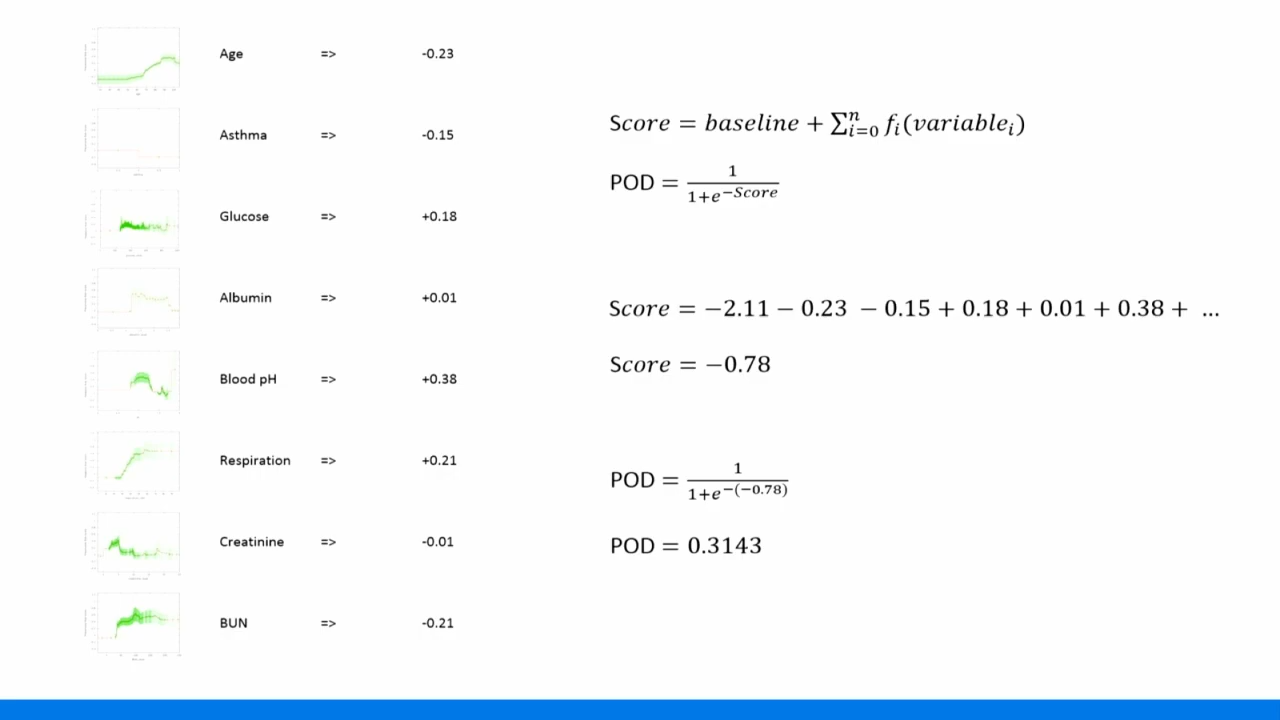 Age => -0.23
Asthma => -0.15
Glucose => +0.18
Albumin => +0.01
Blood pH => +0.38
Respiration => +0.21
Creatinine => -0.01
BUN => -0.21
Score = baseline + ∑ⁿᵢ₌₀ fᵢ(variableᵢ)
POD = 1/(1+e^−Score)
Score = −2.11 − 0.23 − 0.15 + 0.18 + 0.01 + 0.38 + ...
Score = −0.78
POD = 1/(1+e^−(−0.78))
POD = 0.3143